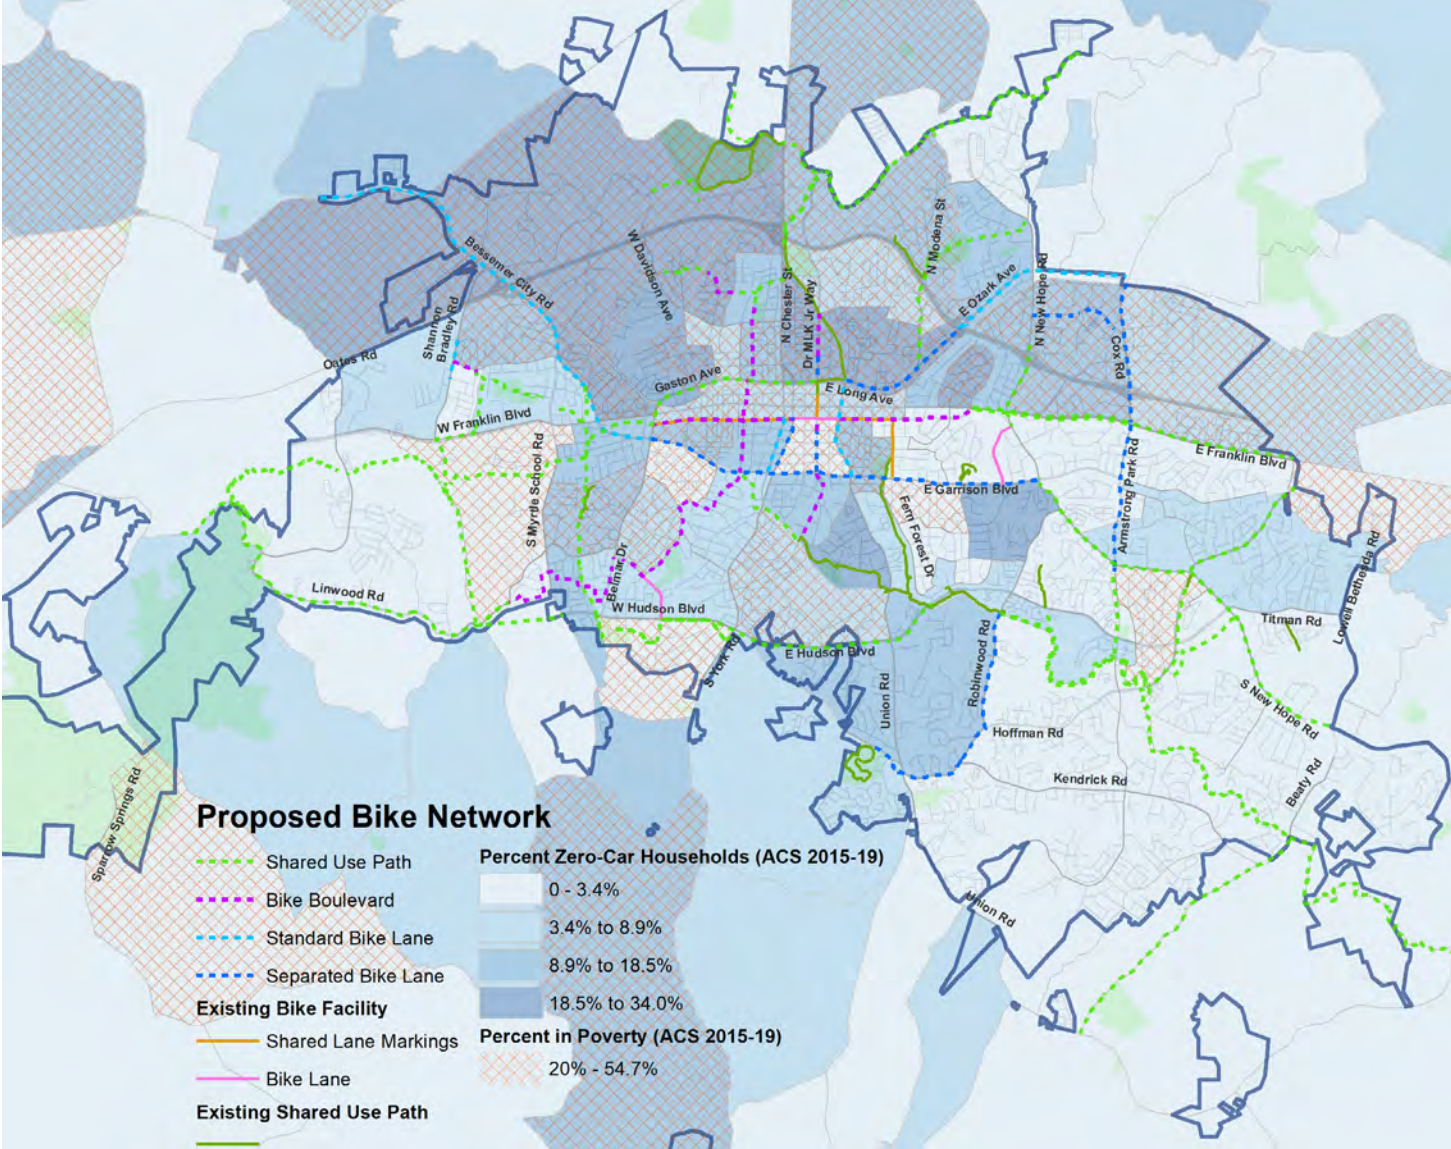 N Modena St
W Davidson Ave
Bessemer City Rd
E Ozark Ave
N New Hope Rd
N Chester St
Dr MLK Jr Way
Shannon
Bradley Rd
Cox Rd
Oates Rd
Gaston Ave
E Long Ave
W Franklin Blvd
E Franklin Blvd
S Myrtle School Rd
Armstrong Park Rd
E Garrison Blvd
Fern Forest Dr
Belmar Dr
Lowell Bethesda Rd
Linwood Rd
W Hudson Blvd
Titman Rd
E Hudson Blvd
S York Rd
Union Rd
Robinwood Rd
S New Hope Rd
Hoffman Rd
Kendrick Rd
Beaty Rd
Sparrow Springs Rd
Union Rd
Proposed Bike Network
Shared Use Path
Bike Boulevard
Standard Bike Lane
Separated Bike Lane
Existing Bike Facility
Shared Lane Markings
Bike Lane
Existing Shared Use Path
Percent Zero-Car Households (ACS 2015-19)
0 - 3.4%
3.4% to 8.9%
8.9% to 18.5%
18.5% to 34.0%
Percent in Poverty (ACS 2015-19)
20% - 54.7%